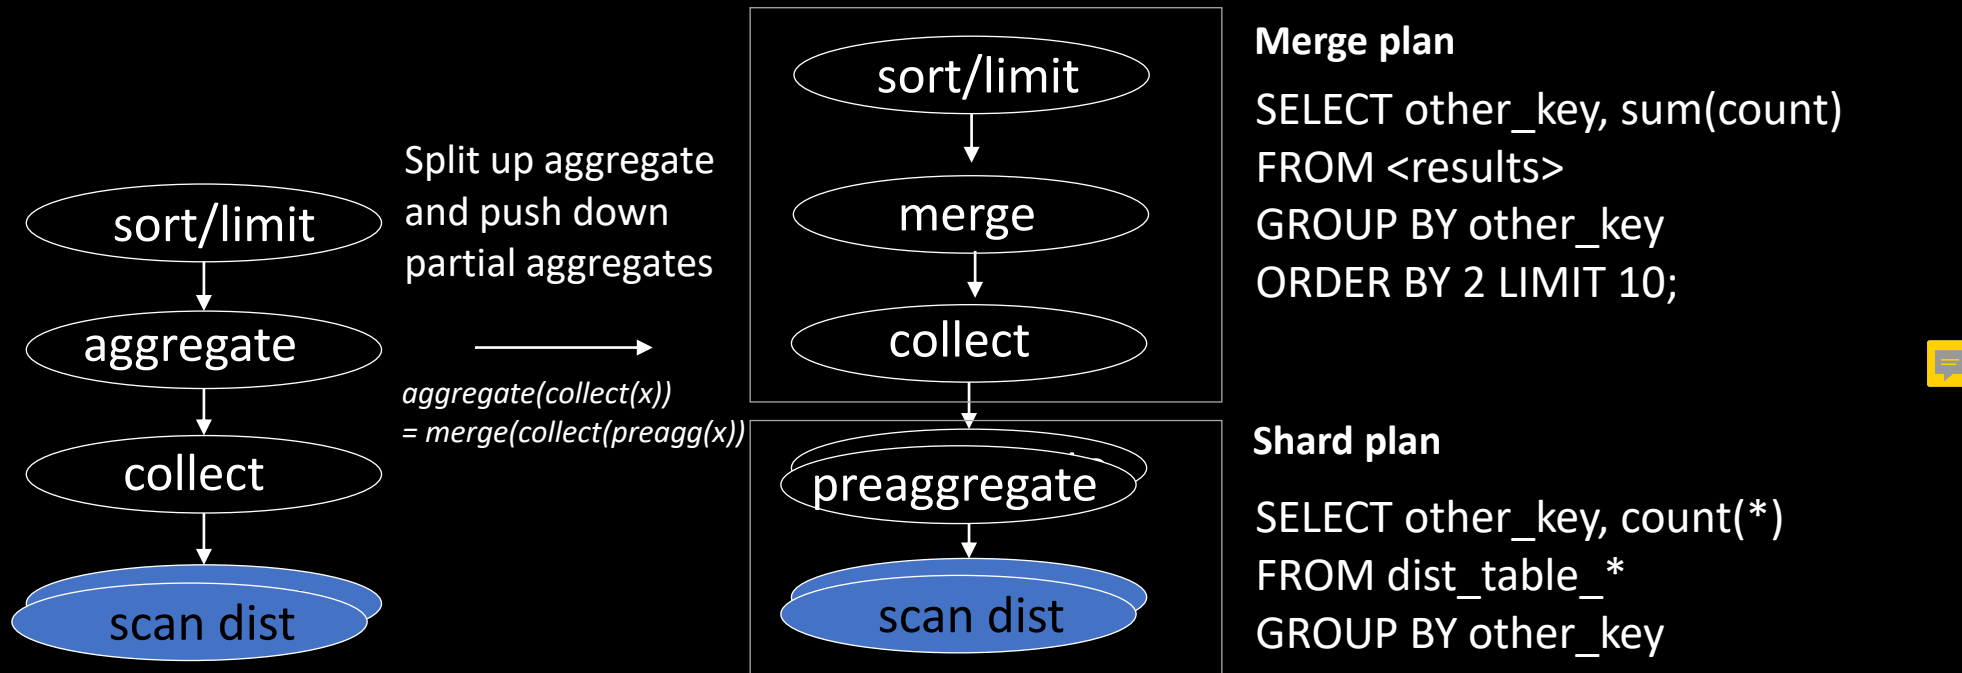 sort/limit
aggregate
collect
scan dist
Split up aggregate
and push down
partial aggregates
aggregate(collect(x))
= merge(collect(preagg(x))
sort/limit
merge
collect
preaggregate
scan dist
Merge plan
SELECT other_key, sum(count)
FROM <results>
GROUP BY other_key
ORDER BY 2 LIMIT 10;
Shard plan
SELECT other_key, count(*)
FROM dist_table_*
GROUP BY other_key